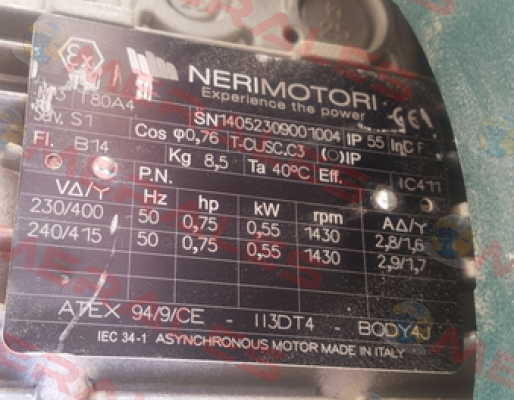 Ex
NERIMOTORI
Experience the power
M3 T80A4
SN14052309001004 IP 55 InC F
Serv. S1
Cos φ0,76 T-CUSC.C3 (○)IP
Fl. B14
Kg 8,5 Ta 40°C Eff. IC411
P.N.
VΔ/Y Hz hp kW rpm AΔ/Y
230/400 50 0,75 0,55 1430 2,8/1,6
240/415 50 0,75 0,55 1430 2,9/1,7
ATEX 94/9/CE - II3DT4 - BODY4J
IEC 34-1 ASYNCHRONOUS MOTOR MADE IN ITALY